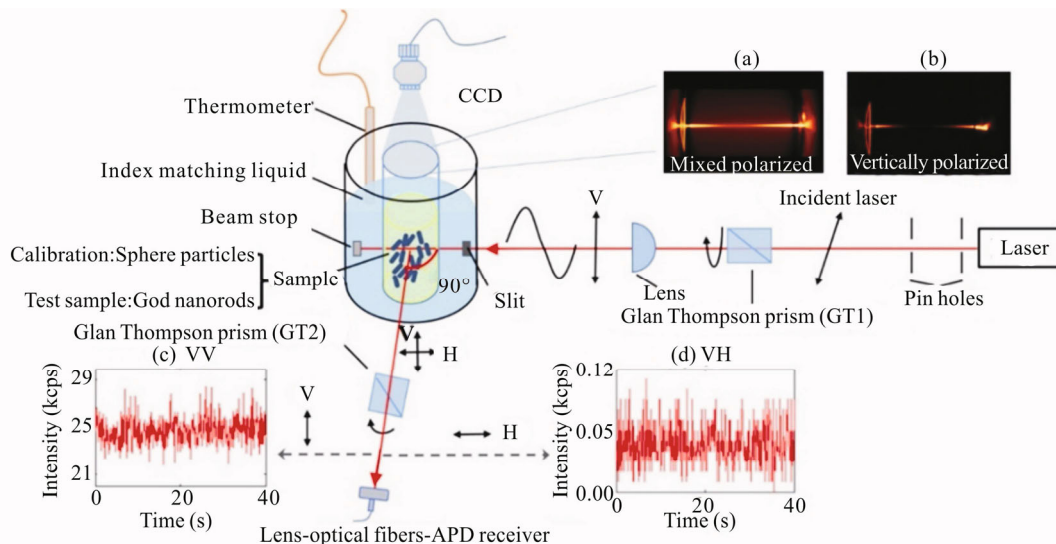 (a)
(b)
CCD
Thermometer
Mixed polarized
Vertically polarized
Index matching liquid
V
Incident laser
Beam stop
Laser
Calibration:Sphere particles
Sample
Test sample:God nanorods
90°
Slit
Lens
Pin holes
Glan Thompson prism (GT1)
Glan Thompson prism (GT2)
V
H
(c) VV
(d) VH
V
H
Intensity (kcps)
29
25
21
0
20
40
Time (s)
Intensity (kcps)
0.12
0.05
0.00
0
20
40
Time (s)
Lens-optical fibers-APD receiver